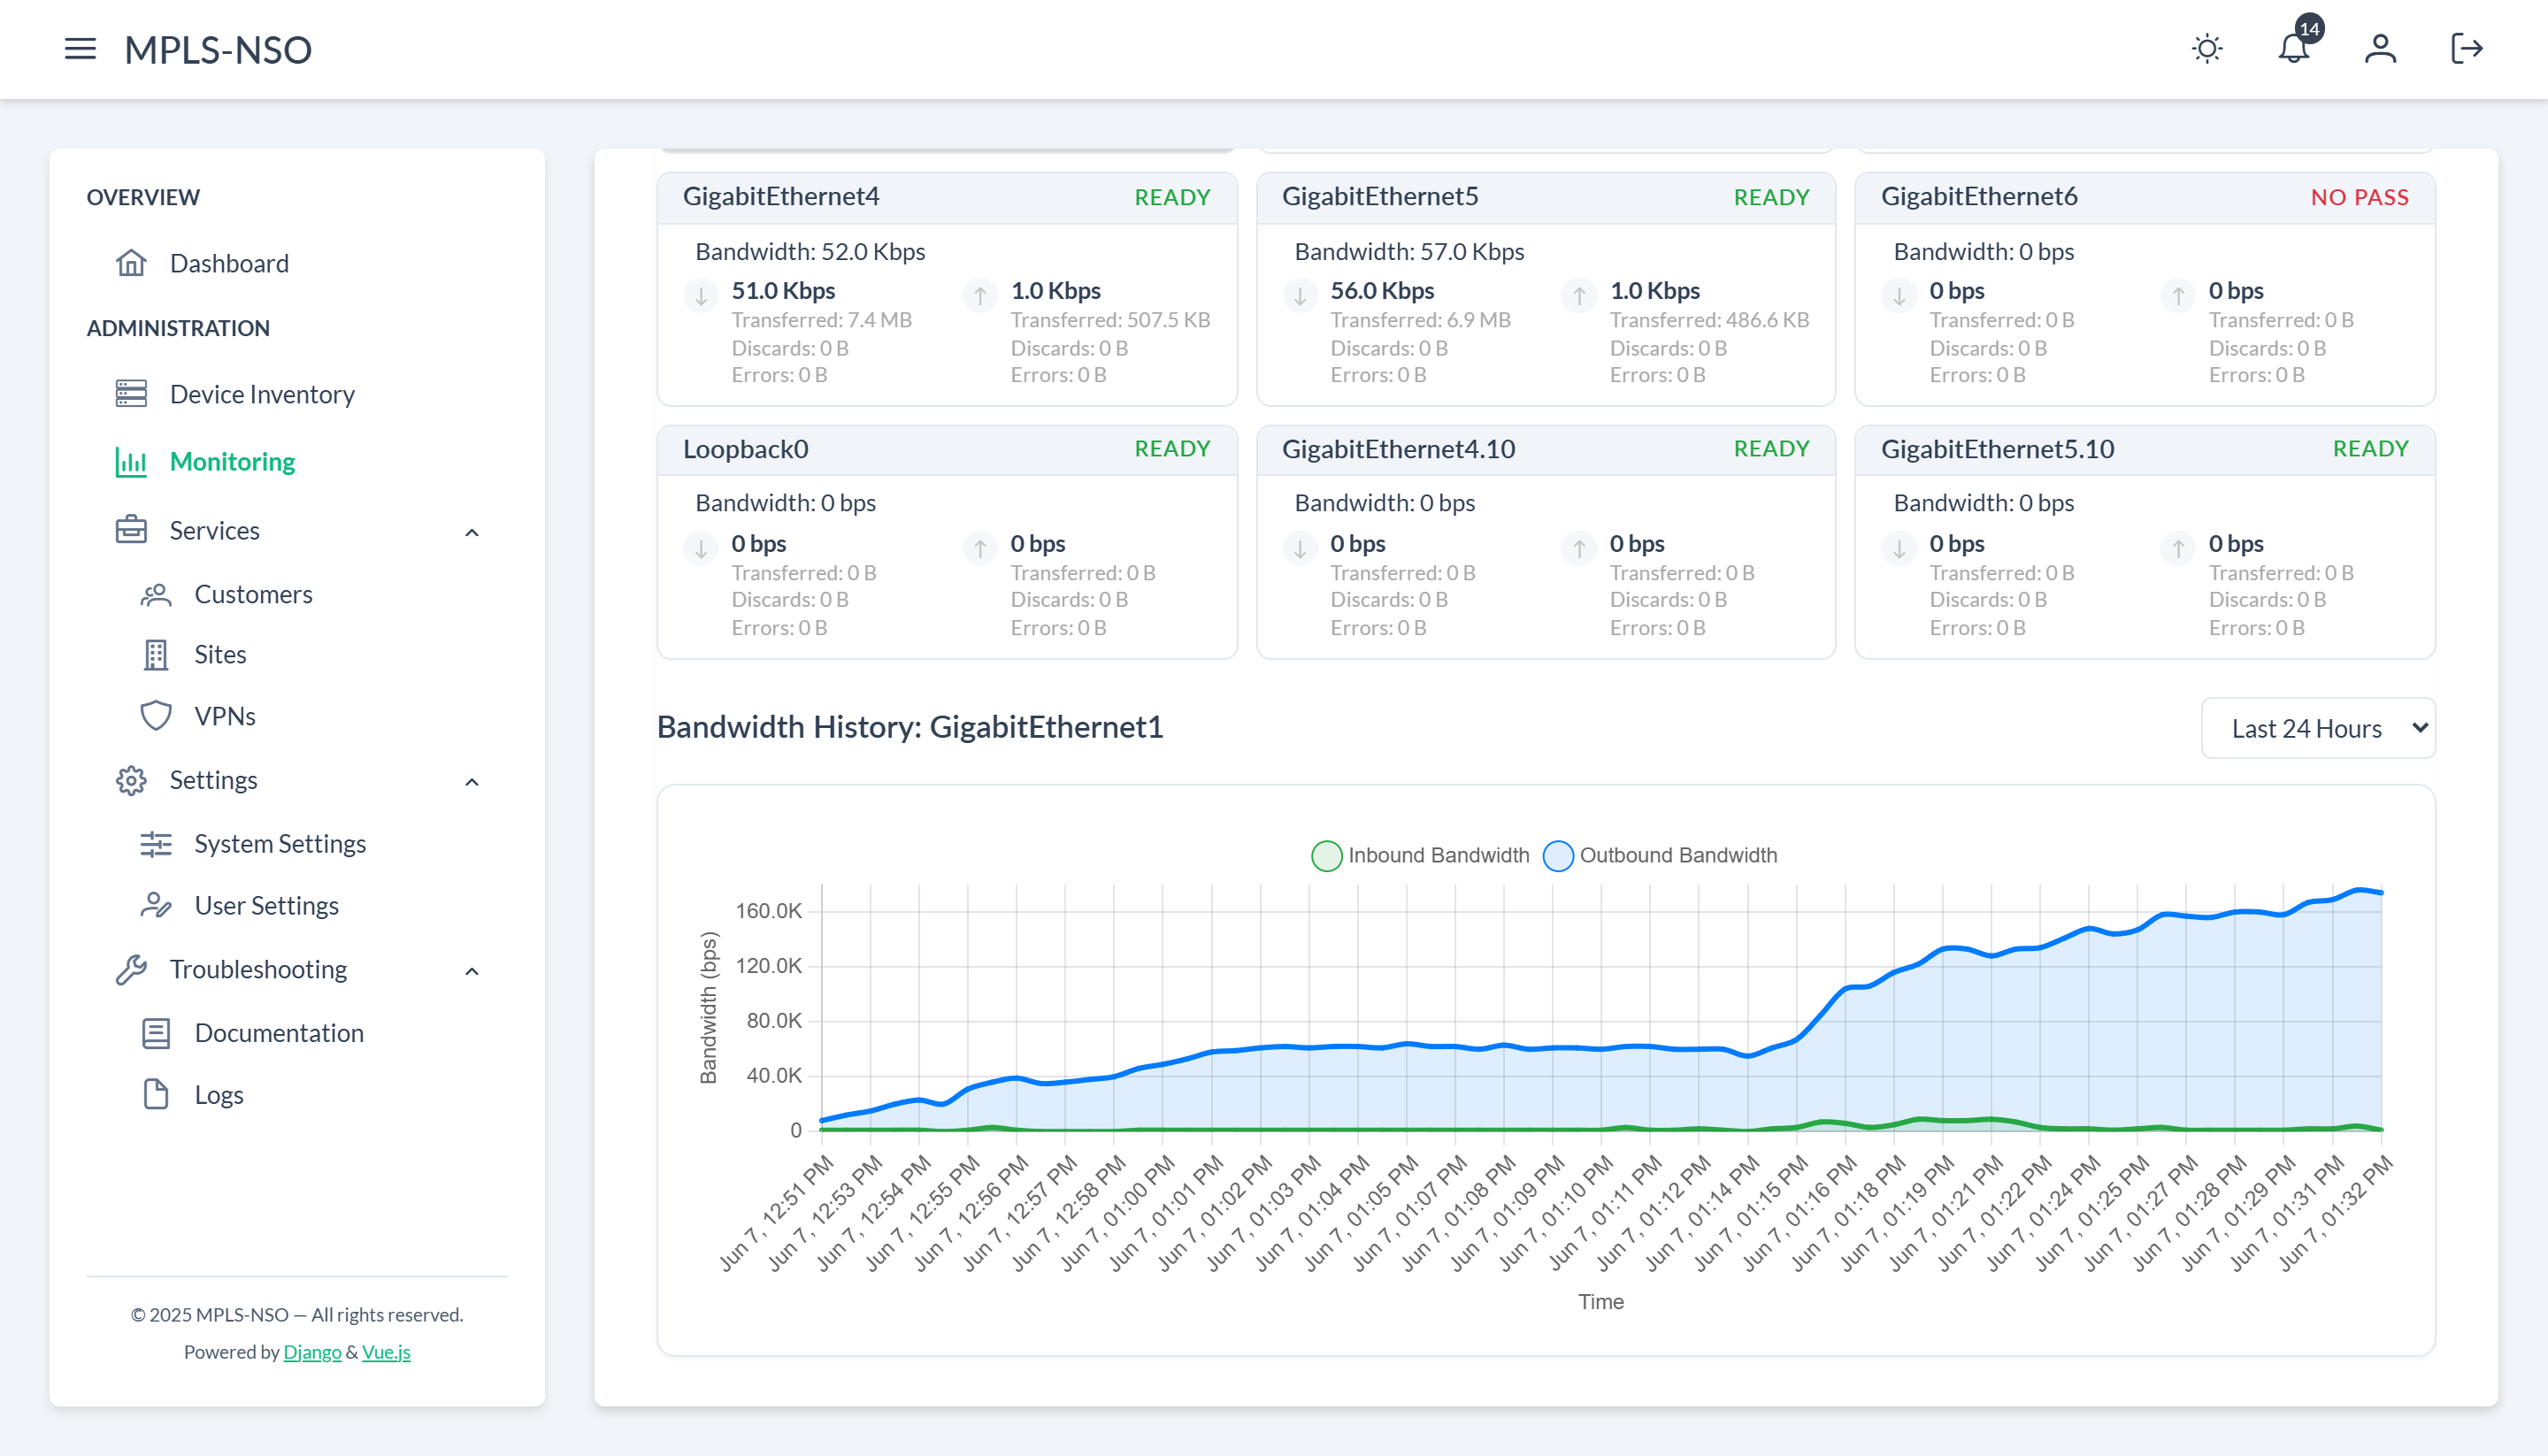 MPLS-NSO
14
OVERVIEW
Dashboard
ADMINISTRATION
Device Inventory
Monitoring
Services
Customers
Sites
VPNs
Settings
System Settings
User Settings
Troubleshooting
Documentation
Logs
© 2025 MPLS-NSO — All rights reserved.
Powered by Django & Vue.js
GigabitEthernet4 READY
Bandwidth: 52.0 Kbps
51.0 Kbps 1.0 Kbps
Transferred: 7.4 MB Transferred: 507.5 KB
Discards: 0 B Discards: 0 B
Errors: 0 B Errors: 0 B
GigabitEthernet5 READY
Bandwidth: 57.0 Kbps
56.0 Kbps 1.0 Kbps
Transferred: 6.9 MB Transferred: 486.6 KB
Discards: 0 B Discards: 0 B
Errors: 0 B Errors: 0 B
GigabitEthernet6 NO PASS
Bandwidth: 0 bps
0 bps 0 bps
Transferred: 0 B Transferred: 0 B
Discards: 0 B Discards: 0 B
Errors: 0 B Errors: 0 B
Loopback0 READY
Bandwidth: 0 bps
0 bps 0 bps
Transferred: 0 B Transferred: 0 B
Discards: 0 B Discards: 0 B
Errors: 0 B Errors: 0 B
GigabitEthernet4.10 READY
Bandwidth: 0 bps
0 bps 0 bps
Transferred: 0 B Transferred: 0 B
Discards: 0 B Discards: 0 B
Errors: 0 B Errors: 0 B
GigabitEthernet5.10 READY
Bandwidth: 0 bps
0 bps 0 bps
Transferred: 0 B Transferred: 0 B
Discards: 0 B Discards: 0 B
Errors: 0 B Errors: 0 B
Bandwidth History: GigabitEthernet1
Last 24 Hours
Inbound Bandwidth Outbound Bandwidth
Bandwidth (bps)
160.0K
120.0K
80.0K
40.0K
0
Jun 7, 12:51 PM
Jun 7, 12:53 PM
Jun 7, 12:54 PM
Jun 7, 12:55 PM
Jun 7, 12:56 PM
Jun 7, 12:57 PM
Jun 7, 12:58 PM
Jun 7, 01:00 PM
Jun 7, 01:01 PM
Jun 7, 01:02 PM
Jun 7, 01:03 PM
Jun 7, 01:04 PM
Jun 7, 01:05 PM
Jun 7, 01:07 PM
Jun 7, 01:08 PM
Jun 7, 01:09 PM
Jun 7, 01:10 PM
Jun 7, 01:11 PM
Jun 7, 01:12 PM
Jun 7, 01:14 PM
Jun 7, 01:15 PM
Jun 7, 01:16 PM
Jun 7, 01:18 PM
Jun 7, 01:19 PM
Jun 7, 01:21 PM
Jun 7, 01:22 PM
Jun 7, 01:24 PM
Jun 7, 01:25 PM
Jun 7, 01:27 PM
Jun 7, 01:28 PM
Jun 7, 01:29 PM
Jun 7, 01:31 PM
Jun 7, 01:32 PM
Time